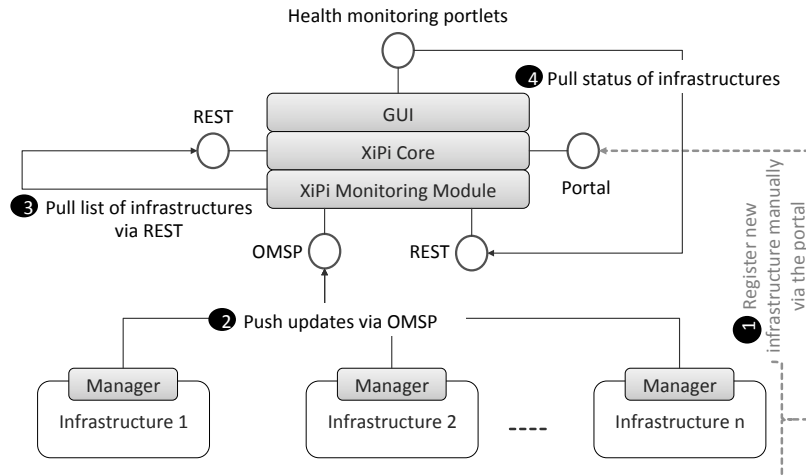 Health monitoring portlets
4 Pull status of infrastructures
REST
GUI
XiPi Core
XiPi Monitoring Module
Portal
3 Pull list of infrastructures
via REST
OMSP
REST
1 Register new
infrastructure manually
via the portal
2 Push updates via OMSP
Manager
Infrastructure 1
Manager
Infrastructure 2
Manager
Infrastructure n